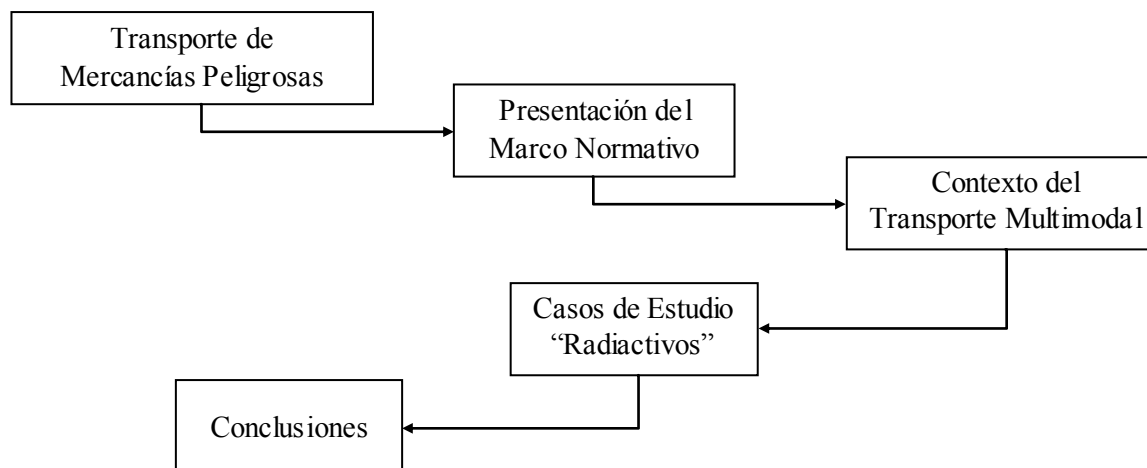 Transporte de
Mercancías Peligrosas
Presentación del
Marco Normativo
Contexto del
Transporte Multimodal
Casos de Estudio
“Radiactivos”
Conclusiones